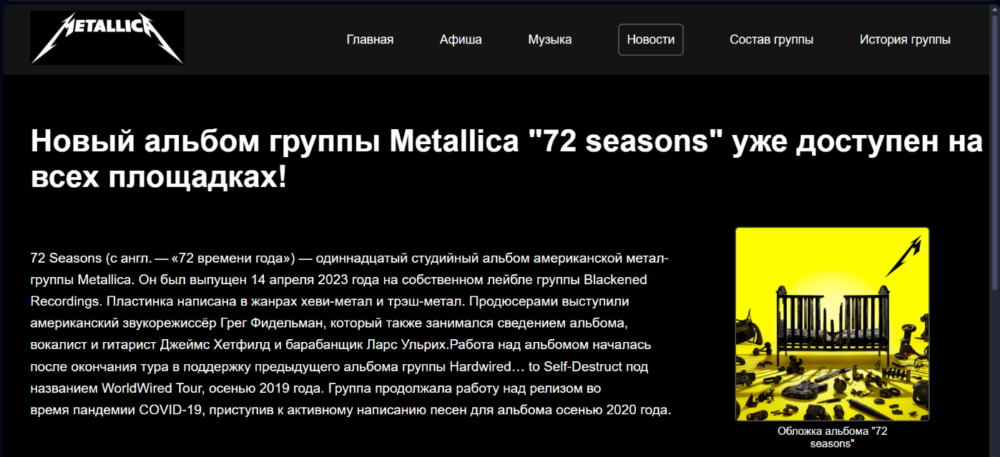 METALLICA
Главная Афиша Музыка Новости Состав группы История группы
Новый альбом группы Metallica "72 seasons" уже доступен на
всех площадках!
72 Seasons (с англ. — «72 времени года») — одиннадцатый студийный альбом американской метал-
группы Metallica. Он был выпущен 14 апреля 2023 года на собственном лейбле группы Blackened
Recordings. Пластинка написана в жанрах хеви-метал и трэш-метал. Продюсерами выступили
американский звукорежиссёр Грег Фидельман, который также занимался сведением альбома,
вокалист и гитарист Джеймс Хетфилд и барабанщик Ларс Ульрих.Работа над альбомом началась
после окончания тура в поддержку предыдущего альбома группы Hardwired… to Self-Destruct под
названием WorldWired Tour, осенью 2019 года. Группа продолжала работу над релизом во
время пандемии COVID-19, приступив к активному написанию песен для альбома осенью 2020 года.
M
Обложка альбома "72
seasons"